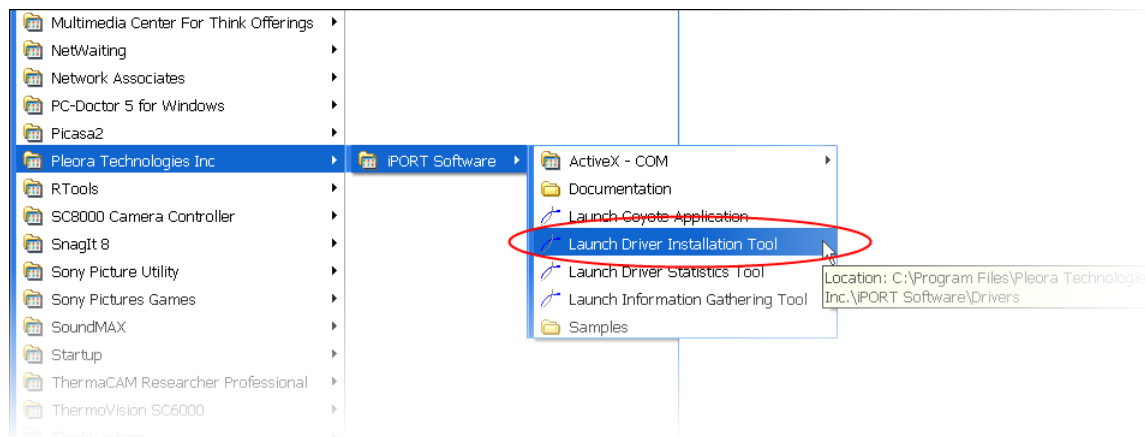 Multimedia Center For Think Offerings
NetWaiting
Network Associates
PC-Doctor 5 for Windows
Picasa2
Pleora Technologies Inc
RTools
SC8000 Camera Controller
SnagIt 8
Sony Picture Utility
Sony Pictures Games
SoundMAX
Startup
ThermaCAM Researcher Professional
ThermoVision SC6000
iPORT Software
ActiveX - COM
Documentation
Launch Coyote Application
Launch Driver Installation Tool
Launch Driver Statistics Tool
Launch Information Gathering Tool
Samples
Location: C:\Program Files\Pleora Technologie
Inc.\iPORT Software\Drivers